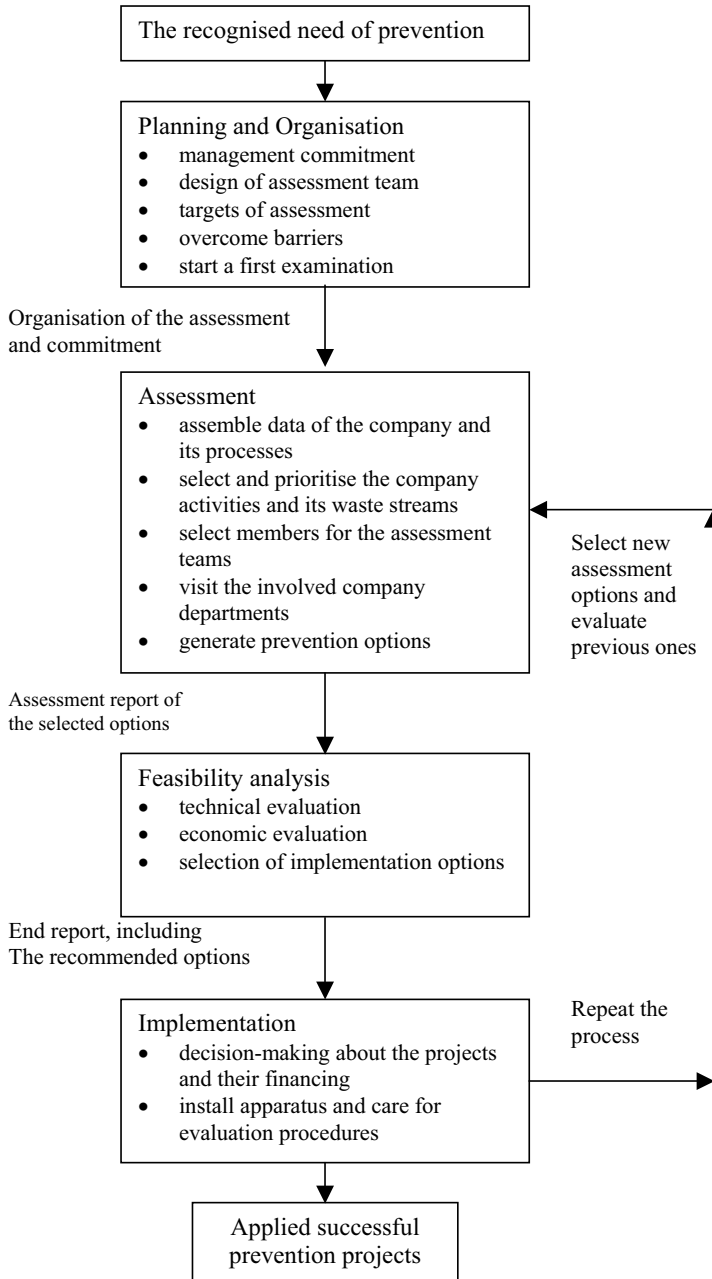 The recognised need of prevention
Planning and Organisation
• management commitment
• design of assessment team
• targets of assessment
• overcome barriers
• start a first examination
Organisation of the assessment
and commitment
Assessment
• assemble data of the company and
its processes
• select and prioritise the company
activities and its waste streams
• select members for the assessment
teams
• visit the involved company
departments
• generate prevention options
Select new
assessment
options and
evaluate
previous ones
Assessment report of
the selected options
Feasibility analysis
• technical evaluation
• economic evaluation
• selection of implementation options
End report, including
The recommended options
Implementation
• decision-making about the projects
and their financing
• install apparatus and care for
evaluation procedures
Repeat the
process
Applied successful
prevention projects